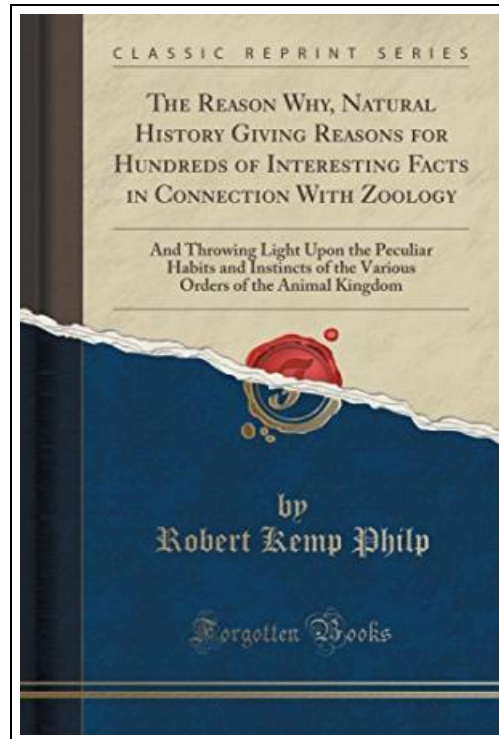 CLASSIC REPRINT SERIES
THE REASON WHY, NATURAL
HISTORY GIVING REASONS FOR
HUNDREDS OF INTERESTING FACTS
IN CONNECTION WITH ZOOLOGY
And Throwing Light Upon the Peculiar
Habits and Instincts of the Various
Orders of the Animal Kingdom
by
Robert Kemp Philp
Forgotten Books